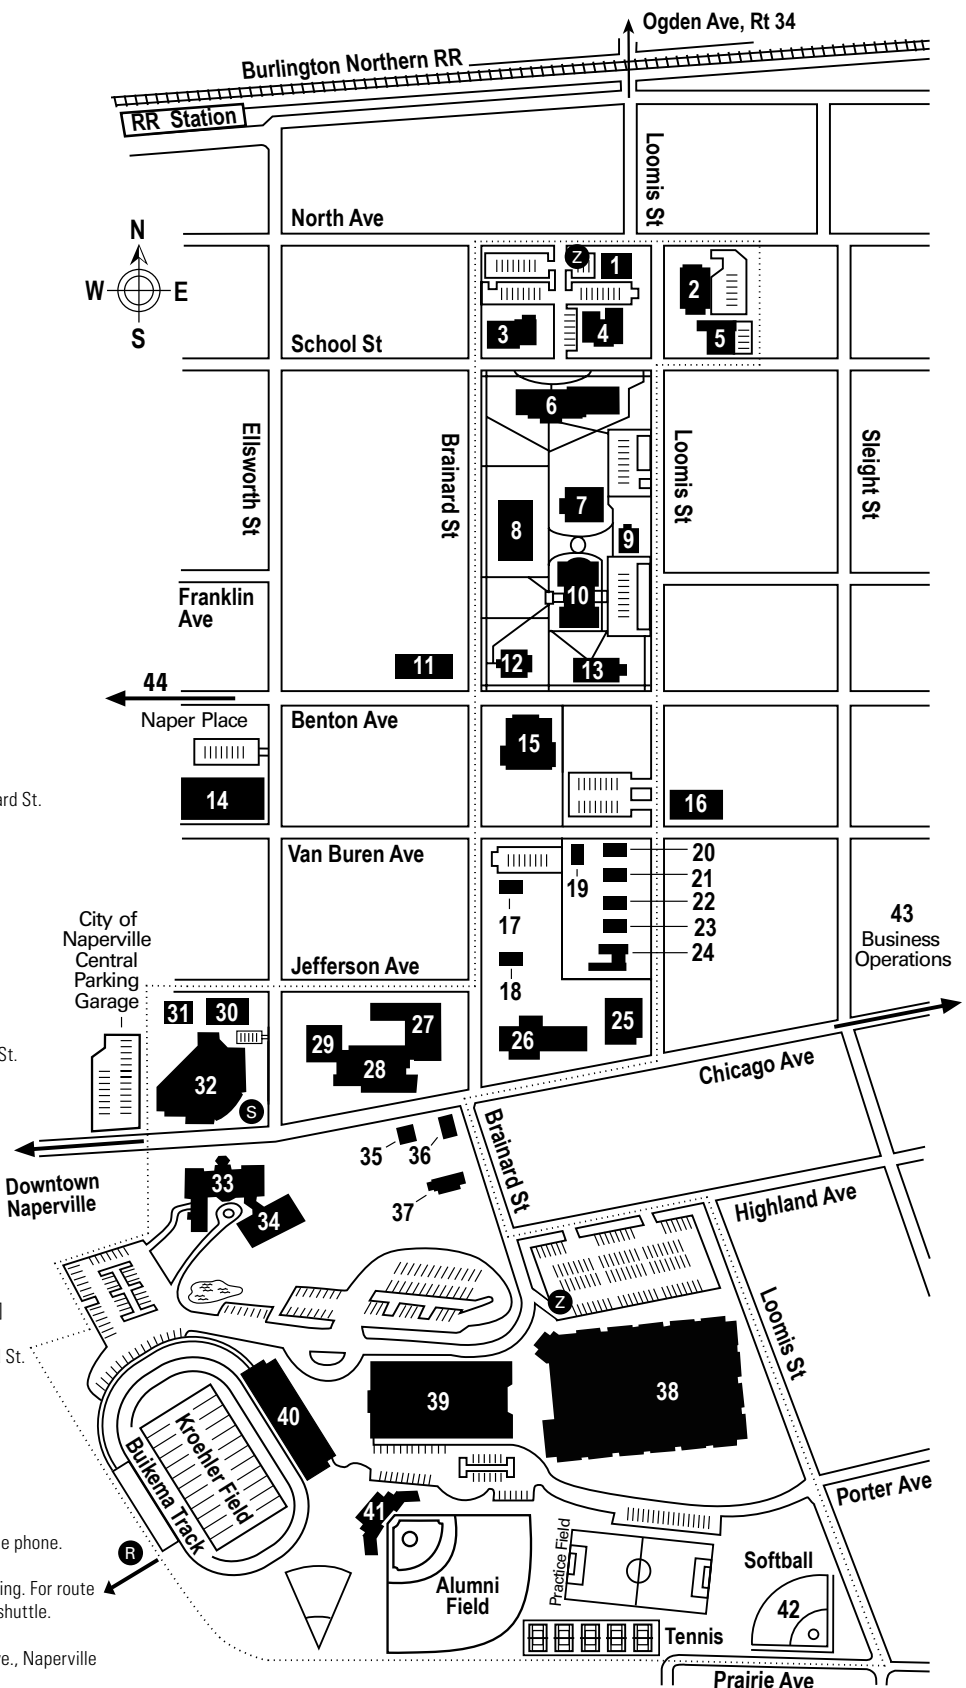 Ogden Ave, Rt 34
Burlington Northern RR
RR Station
Loomis St
North Ave
N
W
E
S
Z
1
2
3
4
5
School St
6
Ellsworth St
Brainard St
Loomis St
Sleight St
7
8
9
10
Franklin
Ave
11
12
13
44
Naper Place
Benton Ave
15
14
16
ard St.
Van Buren Ave
19
20
21
22
23
24
17
18
City of
Naperville
Central
Parking
Garage
43
Business
Operations
Jefferson Ave
31
30
29
27
28
26
25
St.
32
S
Chicago Ave
35
36
37
Brainard St
33
34
Downtown
Naperville
Highland Ave
Z
Loomis St
l
St.
38
39
40
Kroehler Field
Buikema Track
Porter Ave
41
e phone.
R
ing. For route
shuttle.
Practice Field
Softball
Alumni
Field
42
Tennis
ve., Naperville
Prairie Ave